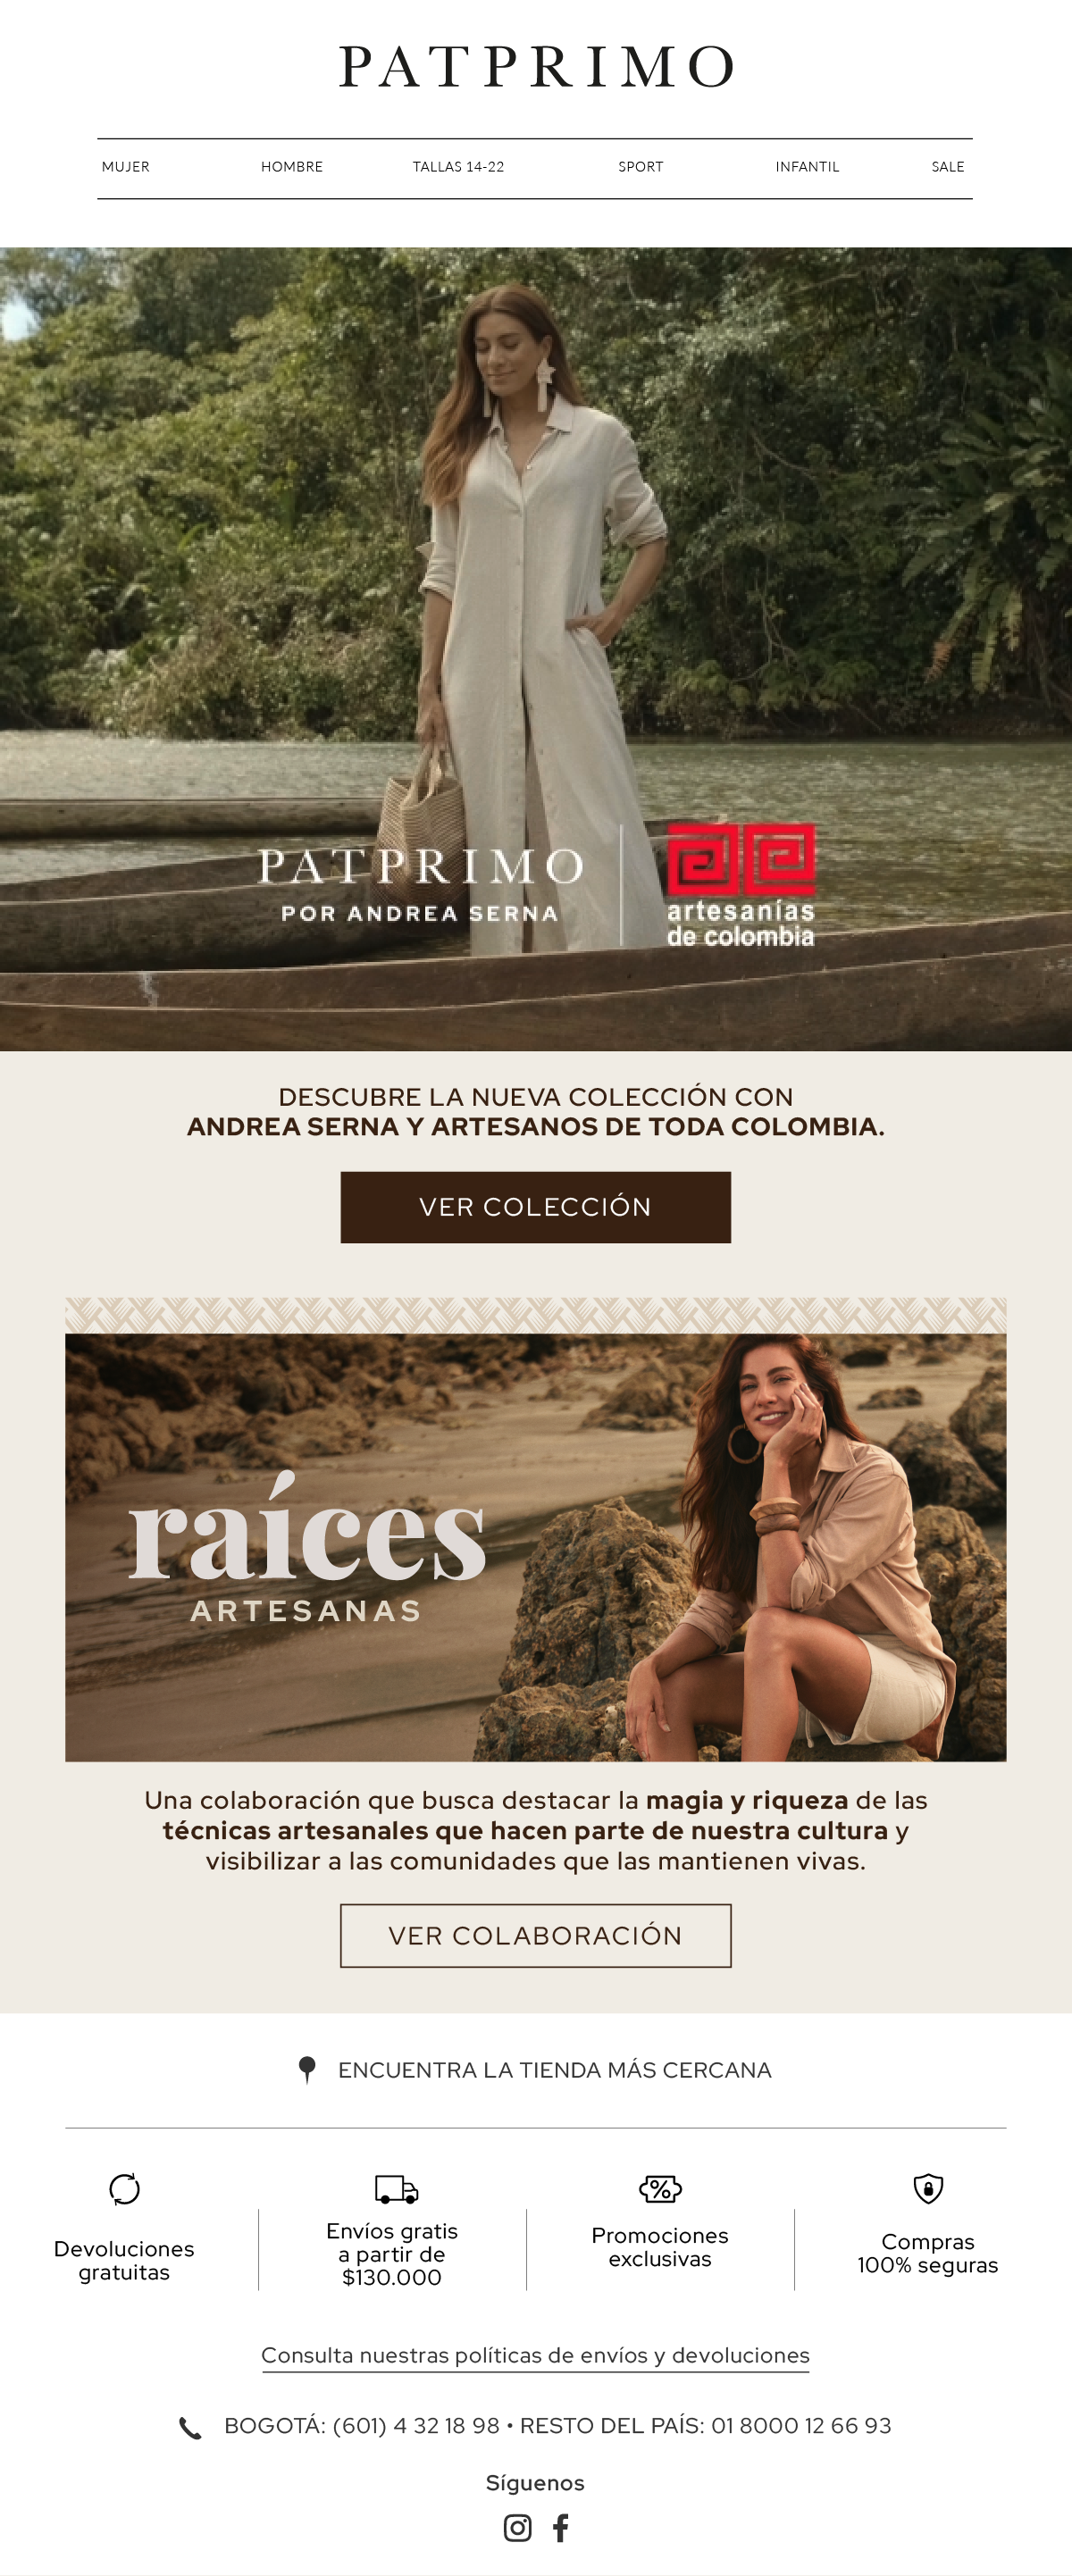 PATPRIMO
MUJER HOMBRE TALLAS 14-22 SPORT INFANTIL SALE
PATPRIMO
POR ANDREA SERNA
artesanías
de colombia
DESCUBRE LA NUEVA COLECCIÓN CON
ANDREA SERNA Y ARTESANOS DE TODA COLOMBIA.
VER COLECCIÓN
raíces
ARTESANAS
Una colaboración que busca destacar la magia y riqueza de las
técnicas artesanales que hacen parte de nuestra cultura y
visibilizar a las comunidades que las mantienen vivas.
VER COLABORACIÓN
ENCUENTRA LA TIENDA MÁS CERCANA
Devoluciones
gratuitas
Envíos gratis
a partir de
$130.000
Promociones
exclusivas
Compras
100% seguras
Consulta nuestras políticas de envíos y devoluciones
BOGOTÁ: (601) 4 32 18 98 • RESTO DEL PAÍS: 01 8000 12 66 93
Síguenos